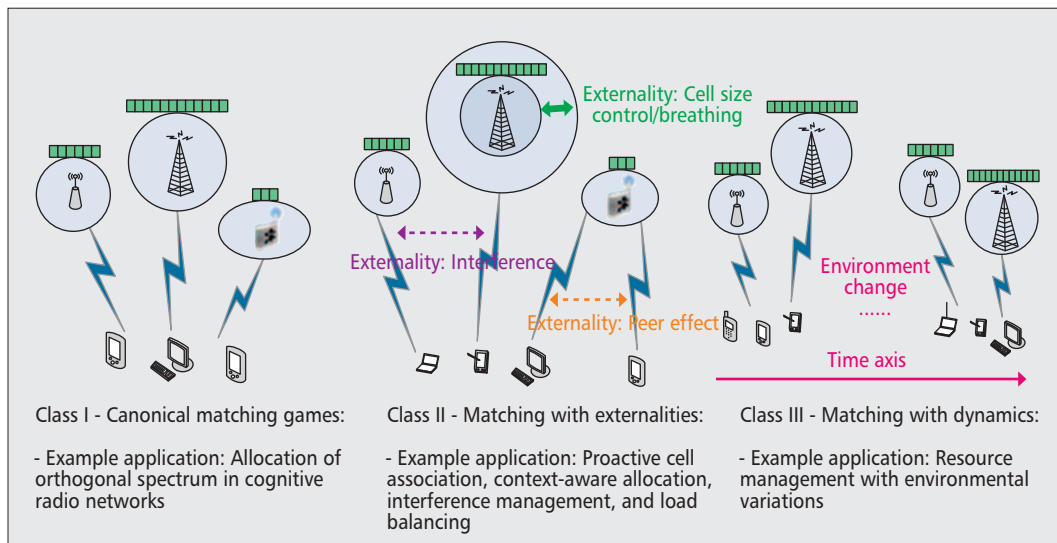 Externality: Cell size
control/breathing
Externality: Interference
Externality: Peer effect
Environment
change
......
Time axis
Class I - Canonical matching games:
- Example application: Allocation of
orthogonal spectrum in cognitive
radio networks
Class II - Matching with externalities:
- Example application: Proactive cell
association, context-aware allocation,
interference management, and load
balancing
Class III - Matching with dynamics:
- Example application: Resource
management with environmental
variations